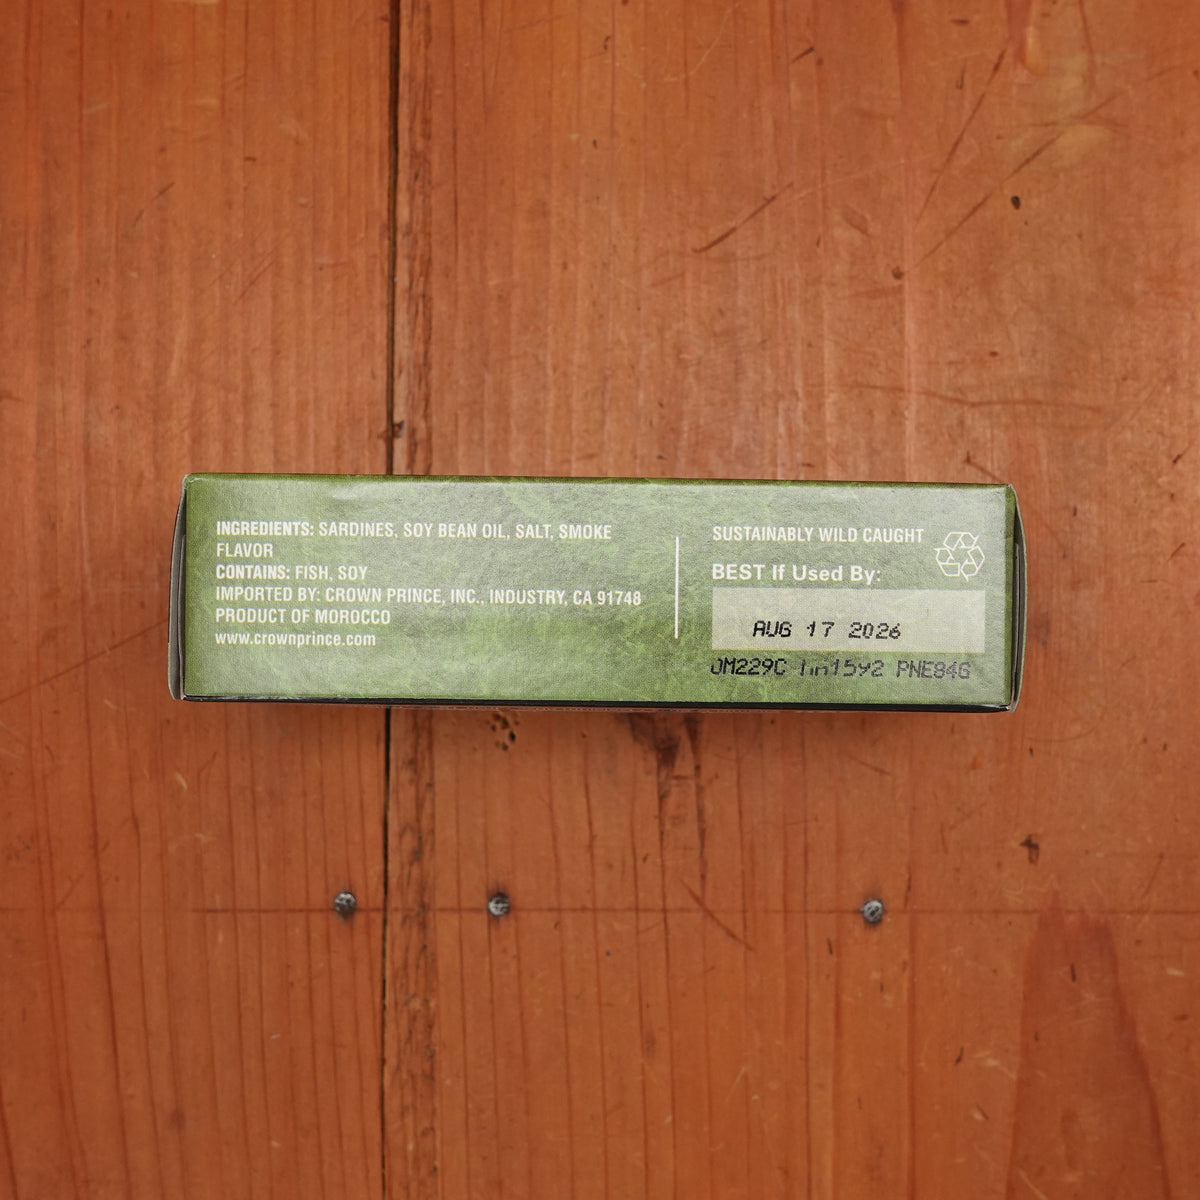 INGREDIENTS: SARDINES, SOY BEAN OIL, SALT, SMOKE
FLAVOR
CONTAINS: FISH, SOY
IMPORTED BY: CROWN PRINCE, INC., INDUSTRY, CA 91748
PRODUCT OF MOROCCO
www.crownprince.com
SUSTAINABLY WILD CAUGHT
BEST If Used By:
AUG 17 2026
PNE84G